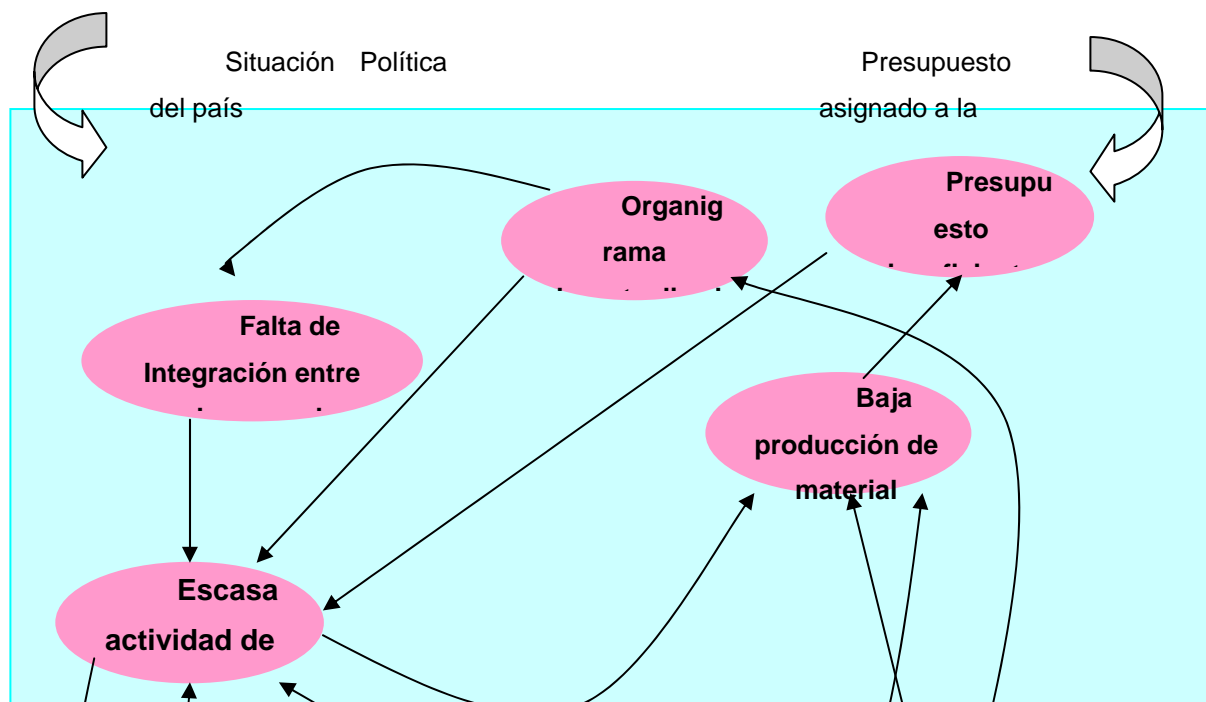 Situación Política
del país
Presupuesto
asignado a la
Presupu
esto
Organig
rama
Falta de
Integración entre
Baja
producción de
material
Escasa
actividad de